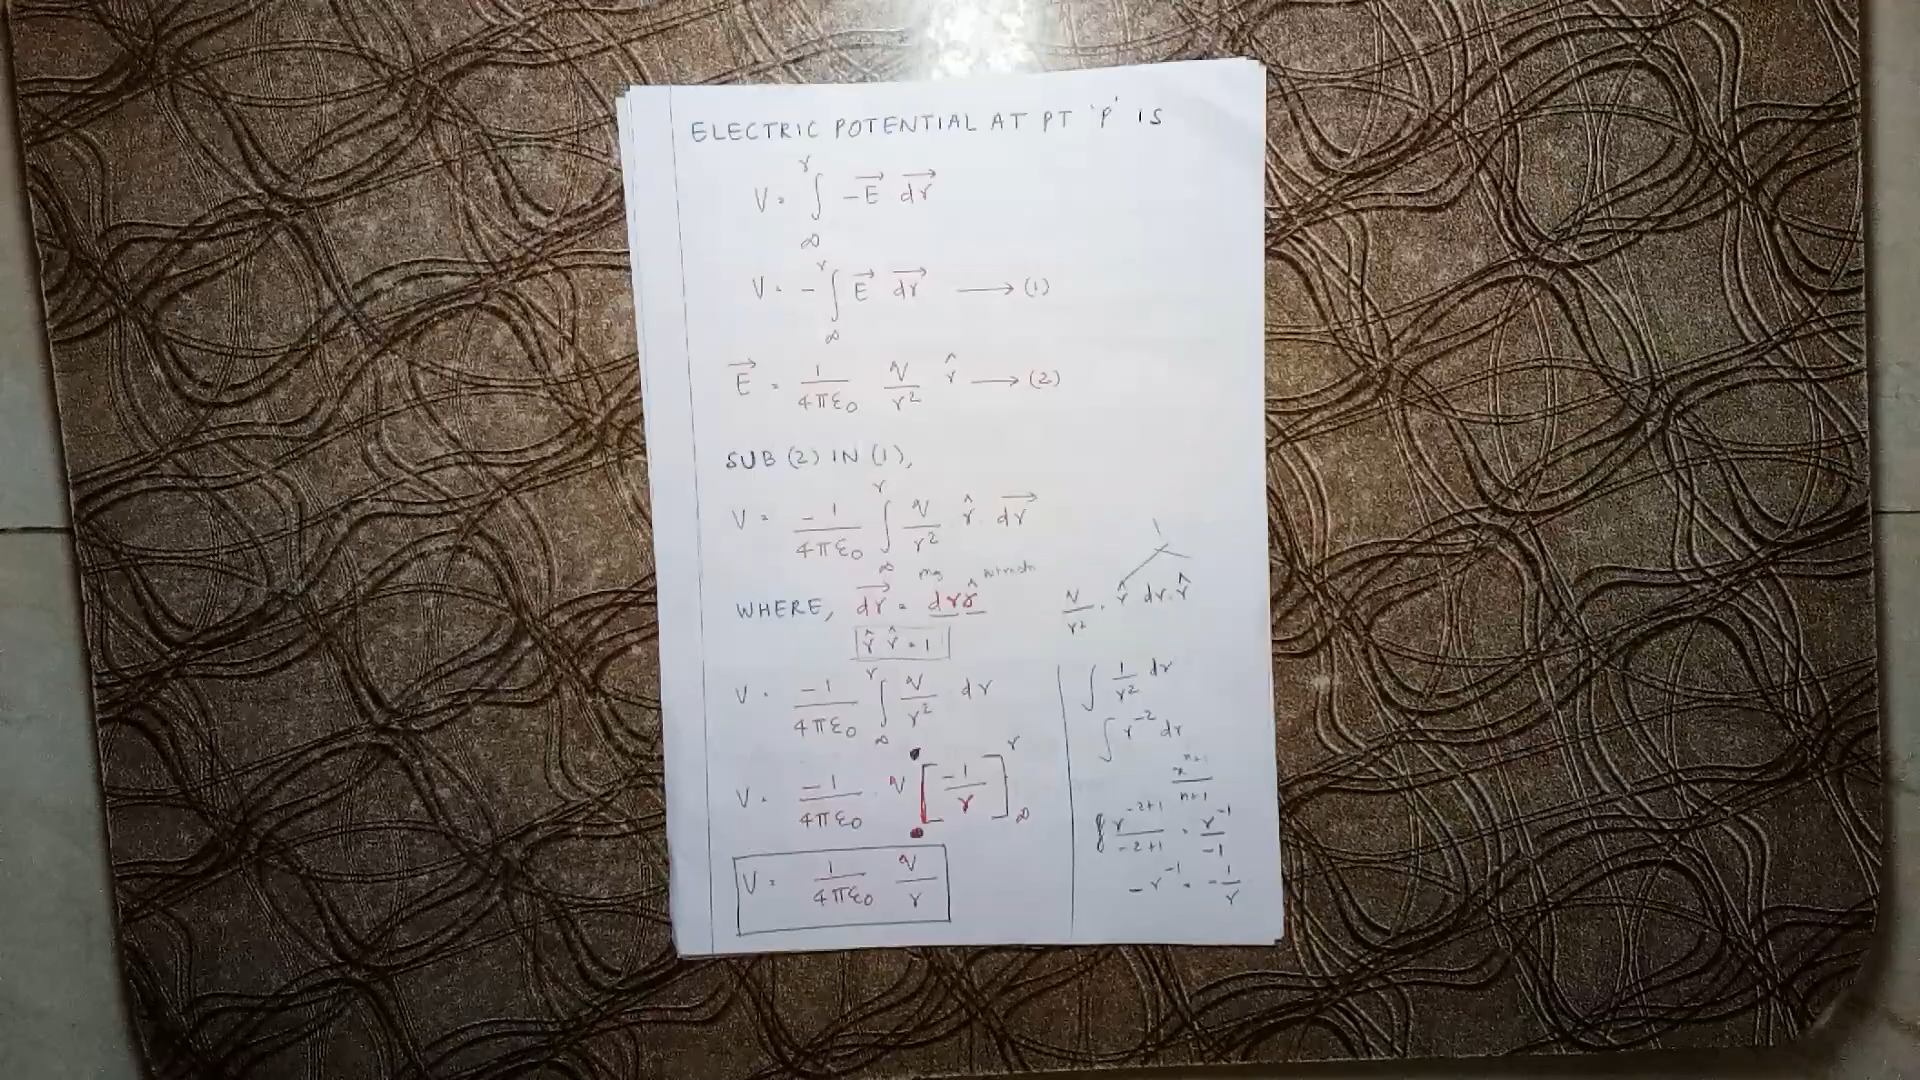 ELECTRIC POTENTIAL AT PT 'P' IS
V = ∫_∞^r -E⃗ dr⃗
V = - ∫_∞^r E⃗ dr⃗ ⟶ (1)
E⃗ = 1/4πε₀ q/r² r̂ ⟶ (2)
SUB (2) IN (1),
V = -1/4πε₀ ∫_∞^r q/r² r̂. dr⃗
WHERE, dr⃗ = dr r̂
r̂ r̂ = 1
V = -1/4πε₀ ∫_∞^r q/r² dr
V = -1/4πε₀ . q [-1/r]_∞^r
V = 1/4πε₀ q/r
q/r² . r̂ dr. r̂
∫ 1/r² dr
∫ r⁻² dr
x^(n+1)/n+1
r^(-2+1)/-2+1 = r⁻¹/-1
-r⁻¹ = -1/r